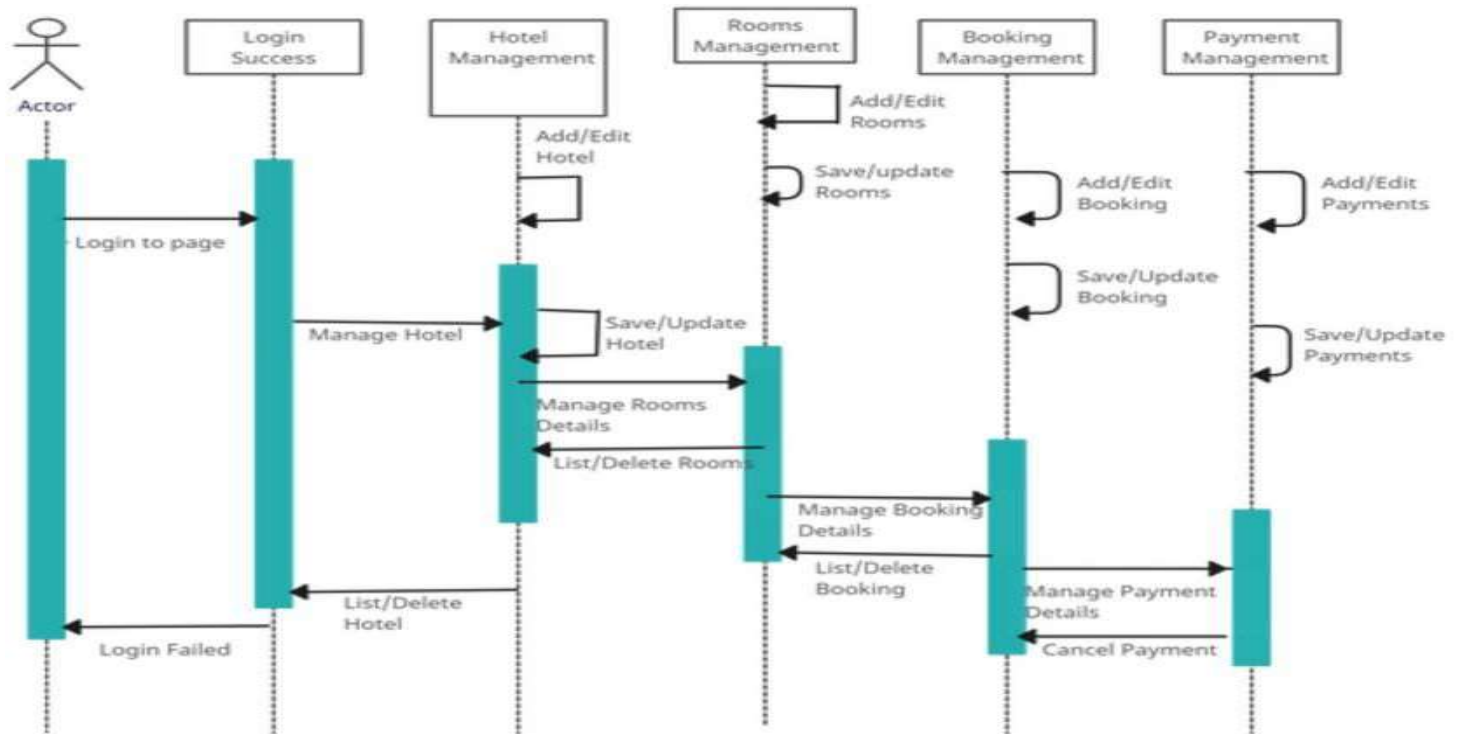 Login
Success
Hotel
Management
Rooms
Management
Booking
Management
Payment
Management
Actor
Add/Edit
Rooms
Add/Edit
Hotel
Save/update
Rooms
Add/Edit
Booking
Add/Edit
Payments
Login to page
Save/Update
Booking
Manage Hotel
Save/Update
Hotel
Save/Update
Payments
Manage Rooms
Details
List/Delete Rooms
Manage Booking
Details
List/Delete
Booking
Manage Payment
Details
List/Delete
Hotel
Login Failed
Cancel Payment